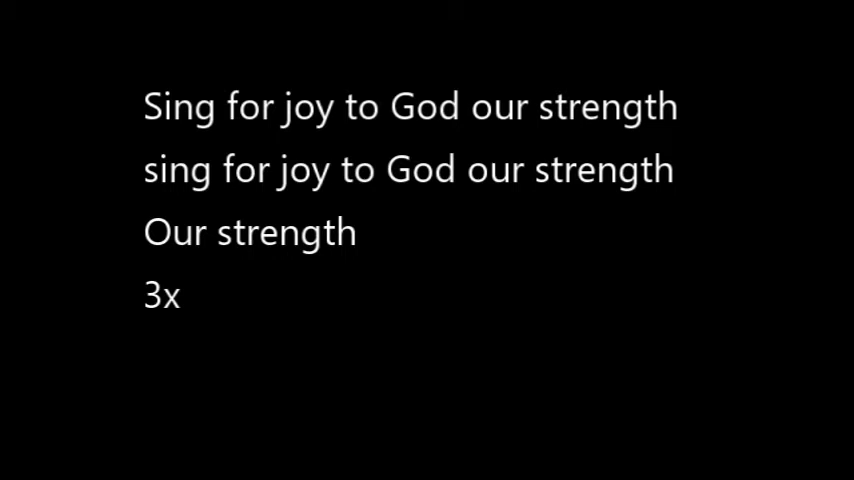 Sing for joy to God our strength
sing for joy to God our strength
Our strength
3x